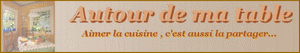 Autour de ma table
Aimer la cuisine , c'est aussi la partager...